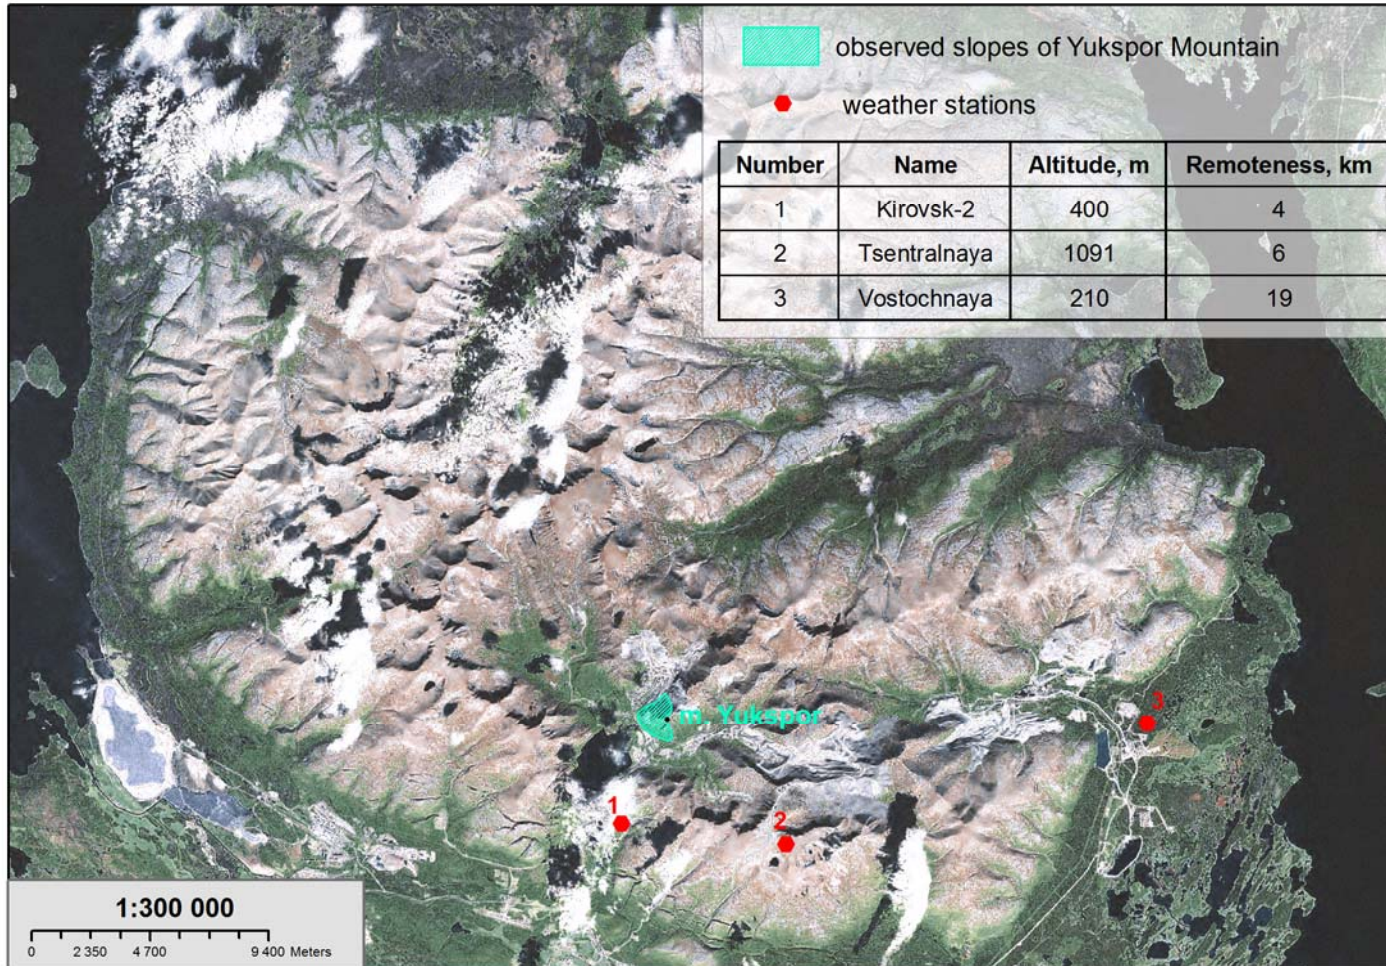 observed slopes of Yukspor Mountain
weather stations
Number Name Altitude, m Remoteness, km
1 Kirovsk-2 400 4
2 Tsentralnaya 1091 6
3 Vostochnaya 210 19
m. Yukspor
3
1
2
1:300 000
0 2 350 4 700 9 400 Meters